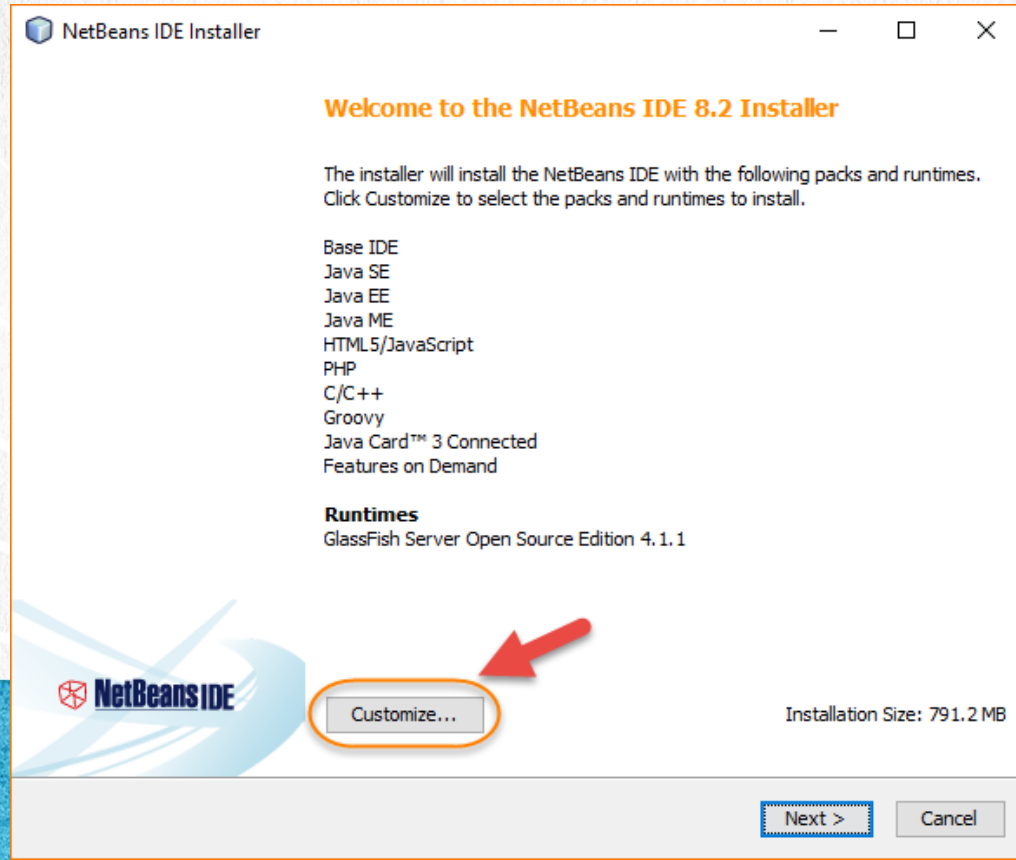 NetBeans IDE Installer
Welcome to the NetBeans IDE 8.2 Installer
The installer will install the NetBeans IDE with the following packs and runtimes.
Click Customize to select the packs and runtimes to install.
Base IDE
Java SE
Java EE
Java ME
HTML5/JavaScript
PHP
C/C++
Groovy
Java Card™ 3 Connected
Features on Demand
Runtimes
GlassFish Server Open Source Edition 4.1.1
NetBeans IDE
Customize...
Installation Size: 791.2 MB
Next >
Cancel